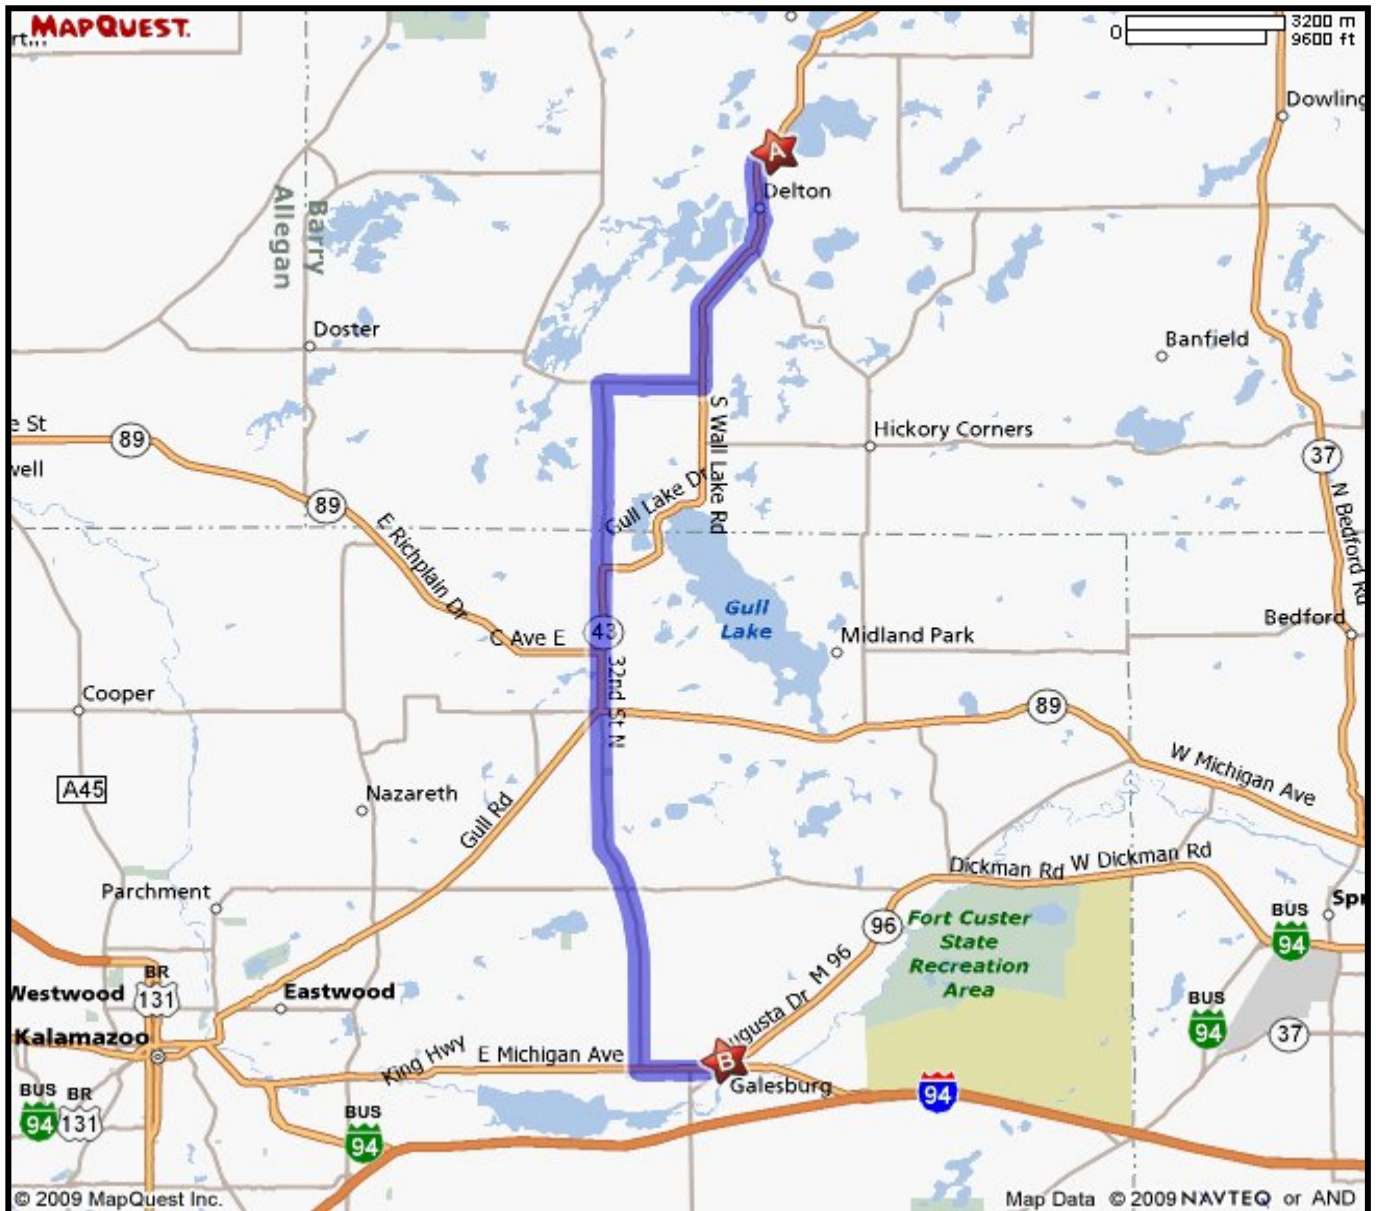 MAPQUEST.
rt...
0
3200 m
9600 ft
Dowling
A
Delton
Allegan
Barry
Doster
Banfield
e St
89
well
S Wall Lake Rd
Hickory Corners
37
89
Gull Lake Dr
N Bedford Rd
E Richplain Dr
Gull
Lake
Bedford
C Ave E
43
Midland Park
32nd St N
Cooper
89
W Michigan Ave
A45
Nazareth
Gull Rd
Dickman Rd
W Dickman Rd
Parchment
Fort Custer
State
Recreation
Area
96
BUS
94
Spr
BR
131
Westwood
Eastwood
M 96
ugusta Dr
BUS
94
37
Kalamazoo
King Hwy
E Michigan Ave
B
Galesburg
94
BUS
94
BR
131
BUS
94
© 2009 MapQuest Inc.
Map Data © 2009 NAVTEQ or AND